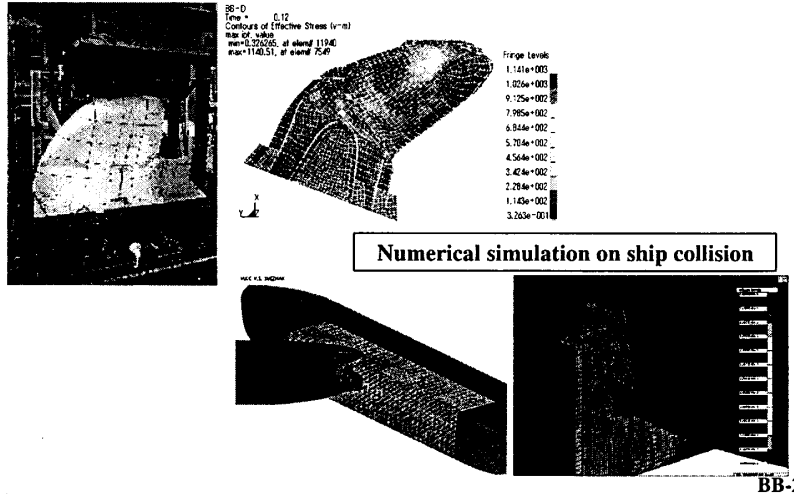 BB-D
Time = 0.12
Contours of Effective Stress (v-m)
max ipt. value
min=0.326265, at elem# 11940
max=1140.51, at elem# 7549
Fringe Levels
1.141e+003
1.026e+003
9.125e+002
7.985e+002
6.844e+002
5.704e+002
4.564e+002
3.424e+002
2.284e+002
1.143e+002
3.263e-001
X
Y
Z
Numerical simulation on ship collision